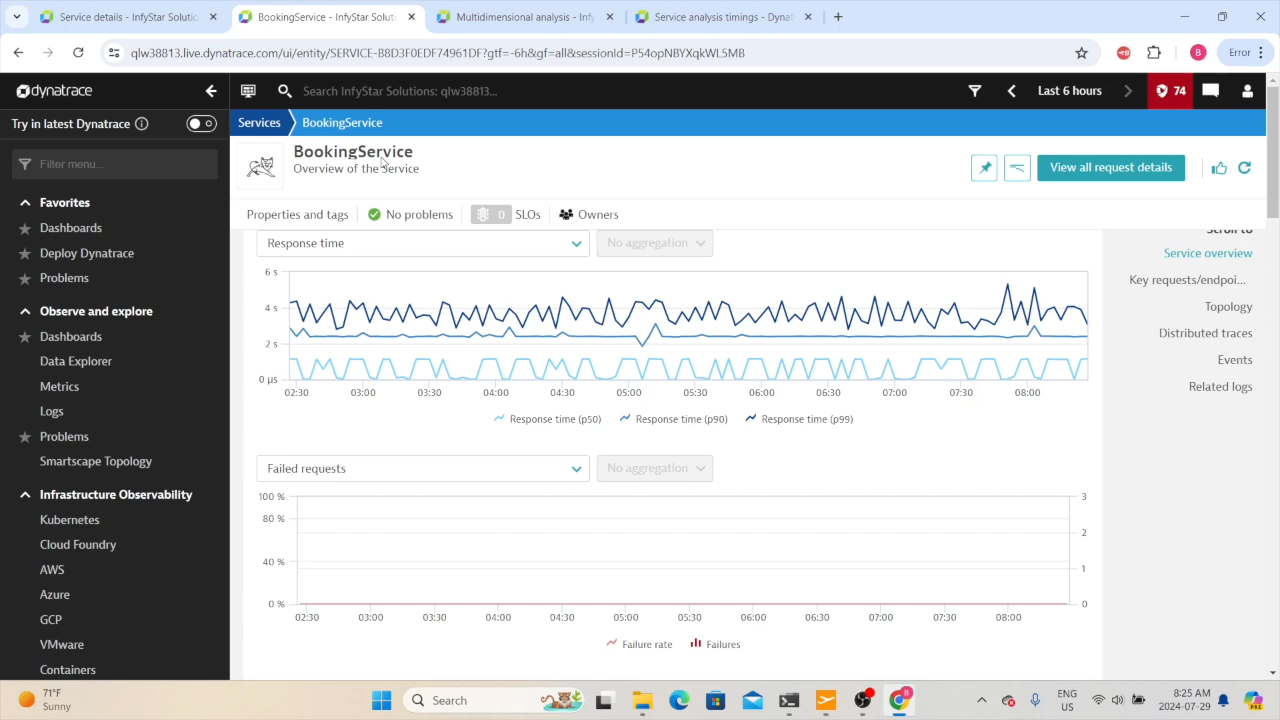 Service details - InfyStar Solutio
BookingService - InfyStar Soluti
Multidimensional analysis - Infy
Service analysis timings - Dyna
qlw38813.live.dynatrace.com/ui/entity/SERVICE-B8D3F0EDF74961DF?gtf=-6h&gf=all&sessionId=P54opNBYXqkWL5MB
B
Error
dynatrace
Search InfyStar Solutions: qlw38813...
Last 6 hours
74
Try in latest Dynatrace
Services
BookingService
Filter menu...
BookingService
Overview of the Service
View all request details
Properties and tags
No problems
0
SLOs
Owners
Favorites
Dashboards
Deploy Dynatrace
Problems
Observe and explore
Dashboards
Data Explorer
Metrics
Logs
Problems
Smartscape Topology
Infrastructure Observability
Kubernetes
Cloud Foundry
AWS
Azure
GCP
VMware
Containers
Response time
No aggregation
6 s
4 s
2 s
0 µs
02:30 03:00 03:30 04:00 04:30 05:00 05:30 06:00 06:30 07:00 07:30 08:00
Response time (p50) Response time (p90) Response time (p99)
Failed requests
No aggregation
100 %
80 %
40 %
0 %
3
2
1
0
02:30 03:00 03:30 04:00 04:30 05:00 05:30 06:00 06:30 07:00 07:30 08:00
Failure rate Failures
Scroll to
Service overview
Key requests/endpoi...
Topology
Distributed traces
Events
Related logs
71°F
Sunny
Search
ENG
US
8:25 AM
2024-07-29